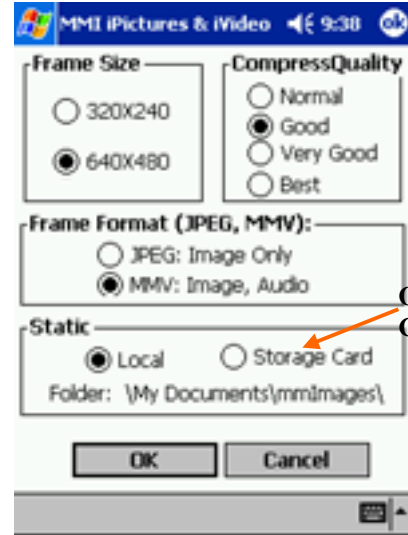 MMI iPictures & iVideo 9:38 ok
Frame Size
320X240
640X480
CompressQuality
Normal
Good
Very Good
Best
Frame Format (JPEG, MMV):
JPEG: Image Only
MMV: Image, Audio
Static
Local Storage Card
Folder: \My Documents\mmImages\
OK Cancel